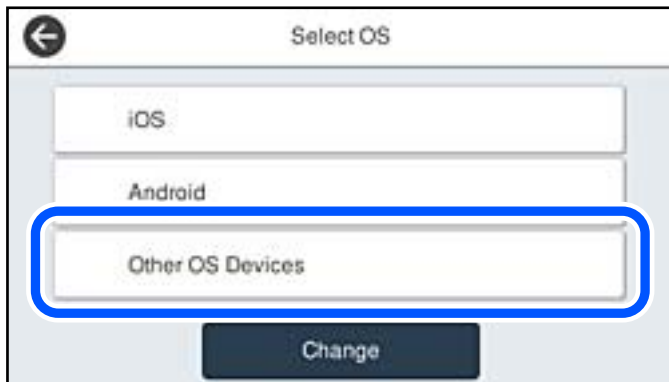 Select OS
iOS
Android
Other OS Devices
Change